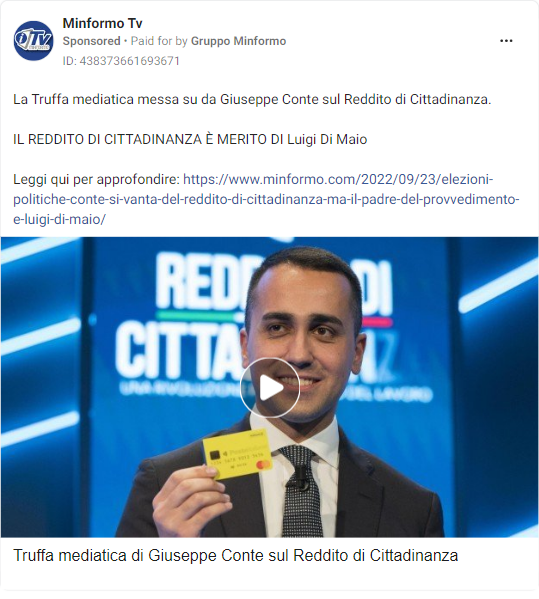 Minformo Tv
Sponsored • Paid for by Gruppo Minformo
ID: 438373661693671
La Truffa mediatica messa su da Giuseppe Conte sul Reddito di Cittadinanza.
IL REDDITO DI CITTADINANZA È MERITO DI Luigi Di Maio
Leggi qui per approfondire: https://www.minformo.com/2022/09/23/elezioni-
politiche-conte-si-vanta-del-reddito-di-cittadinanza-ma-il-padre-del-provvedimento-
e-luigi-di-maio/
REDD DI
CITTAD NZ
UNA RIVOLUZION DEL LAVORO
Truffa mediatica di Giuseppe Conte sul Reddito di Cittadinanza